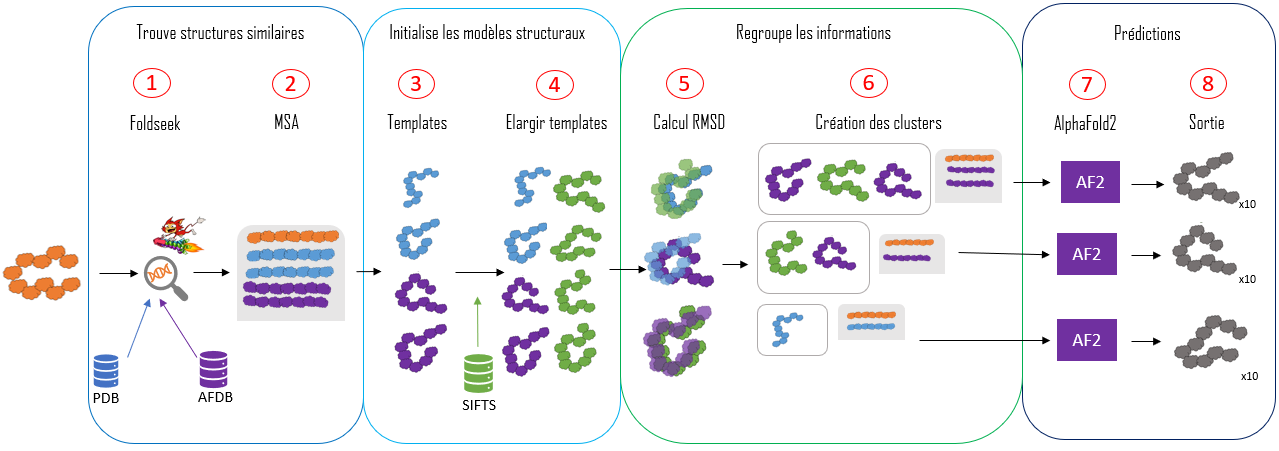 Trouve structures similaires
Initialise les modèles structuraux
Regroupe les informations
Prédictions
1
2
3
4
5
6
7
8
Foldseek
MSA
Templates
Elargir templates
Calcul RMSD
Création des clusters
AlphaFold2
Sortie
AF2
x10
AF2
x10
AF2
x10
PDB
AFDB
SIFTS